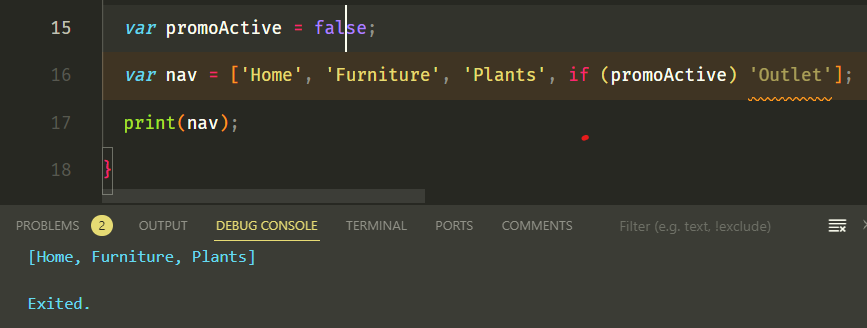 15 var promoActive = false;
16 var nav = ['Home', 'Furniture', 'Plants', if (promoActive) 'Outlet'];
17 print(nav);
18 }
PROBLEMS 2 OUTPUT DEBUG CONSOLE TERMINAL PORTS COMMENTS Filter (e.g. text, !exclude)
[Home, Furniture, Plants]
Exited.